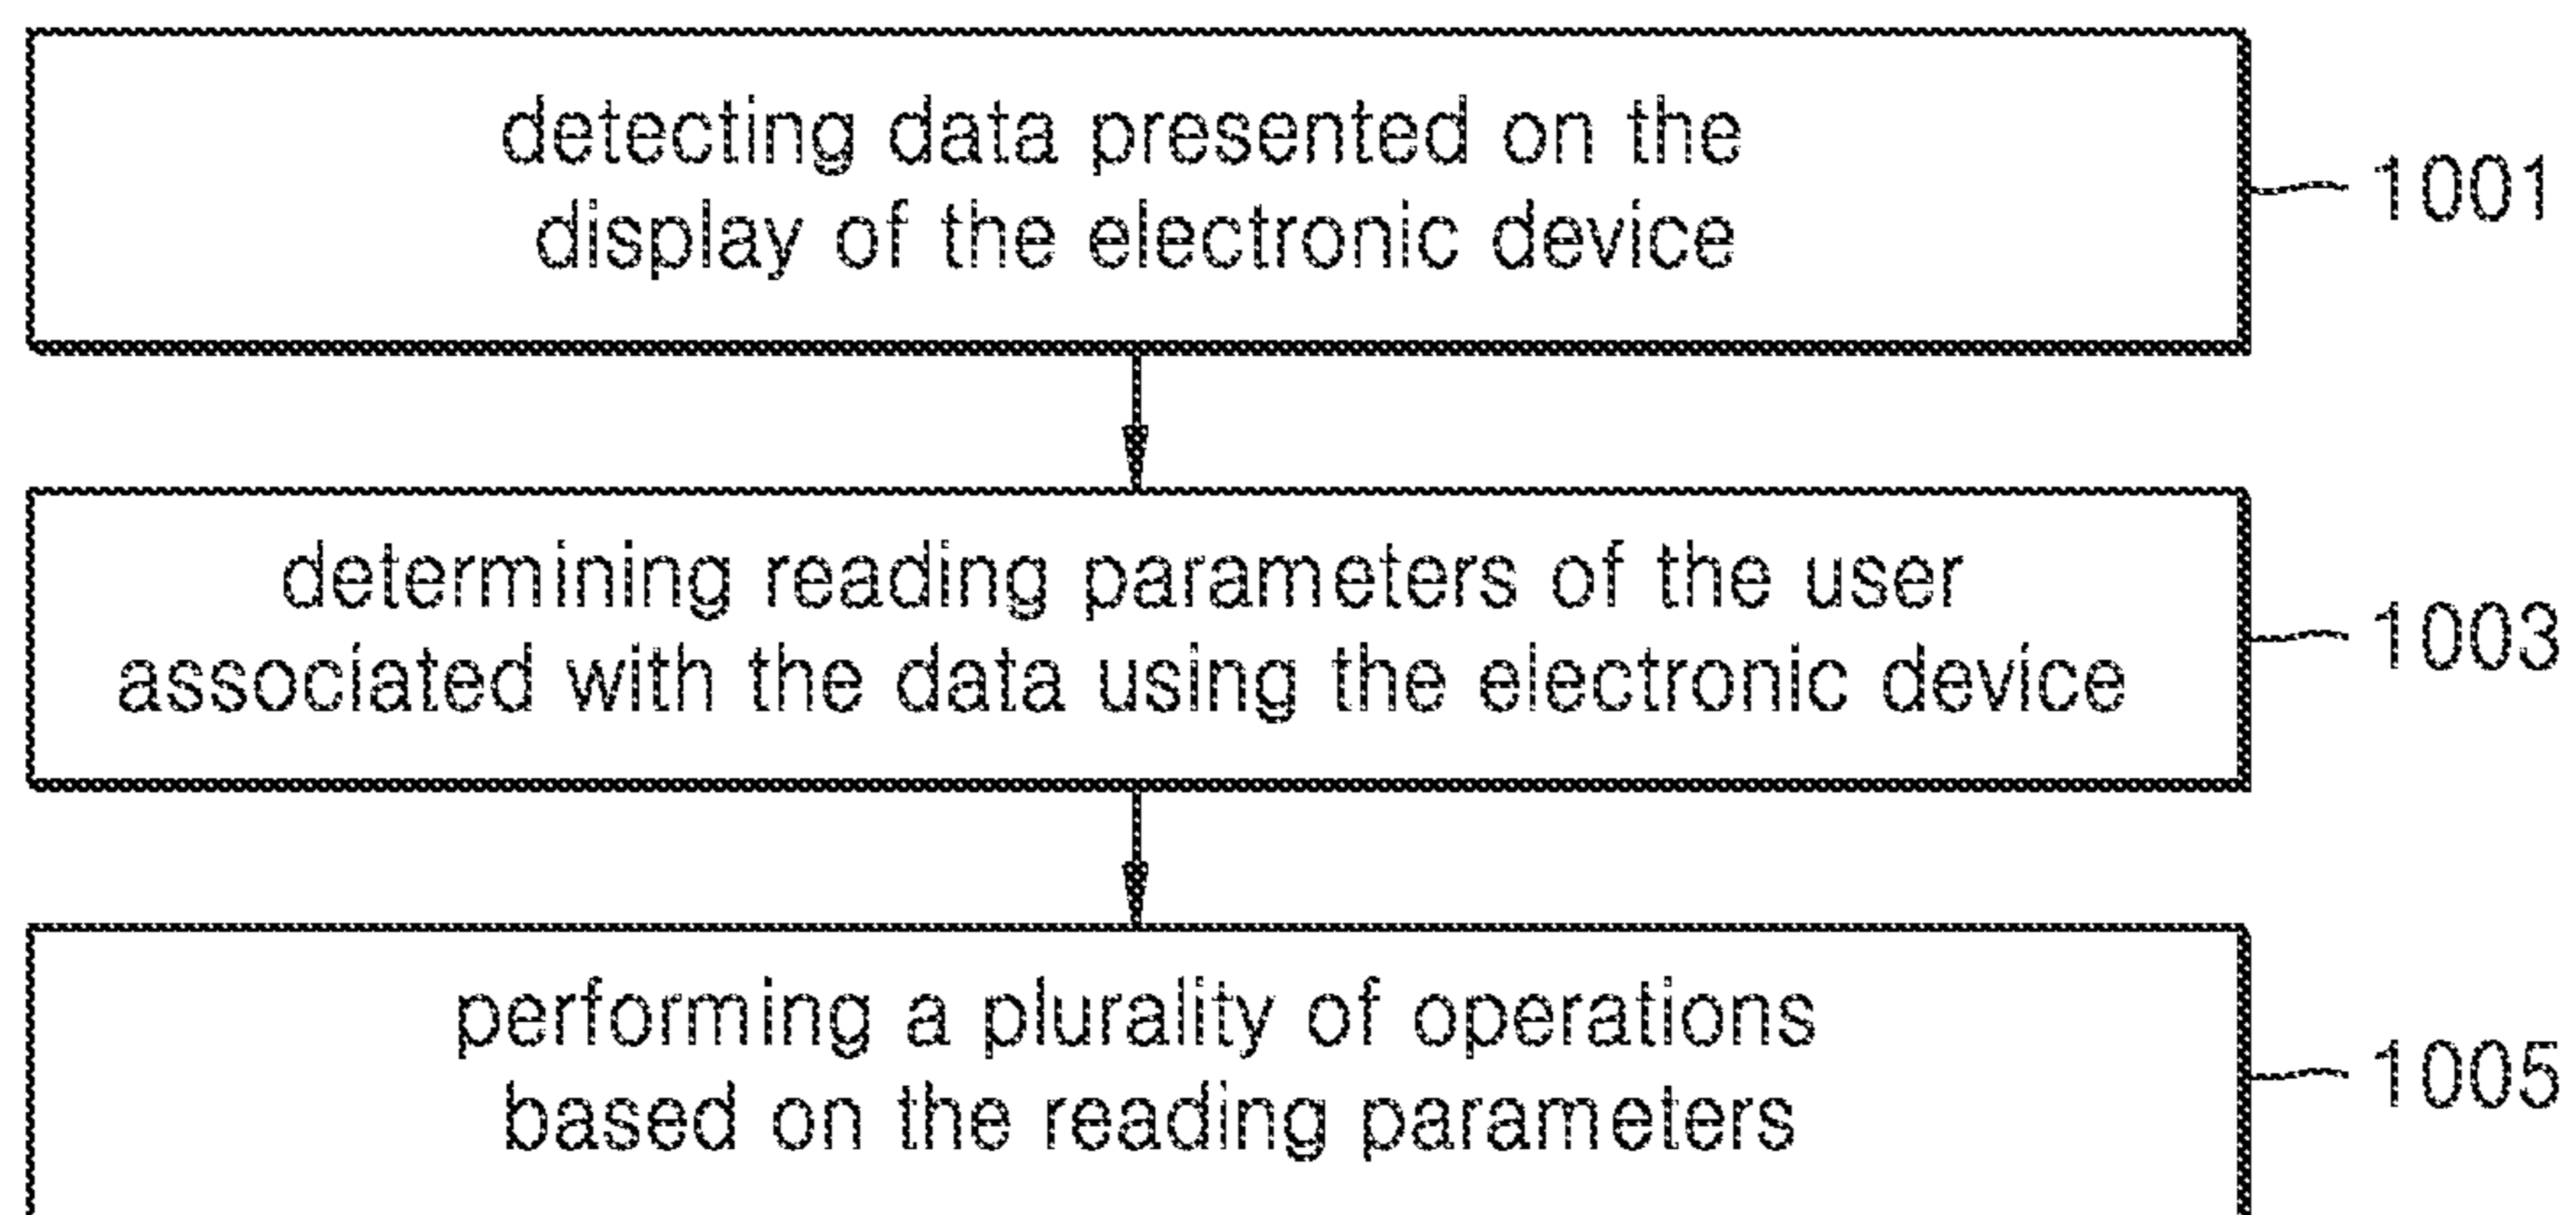 detecting data presented on the
display of the electronic device
1001
determining reading parameters of the user
associated with the data using the electronic device
1003
performing a plurality of operations
based on the reading parameters
1005